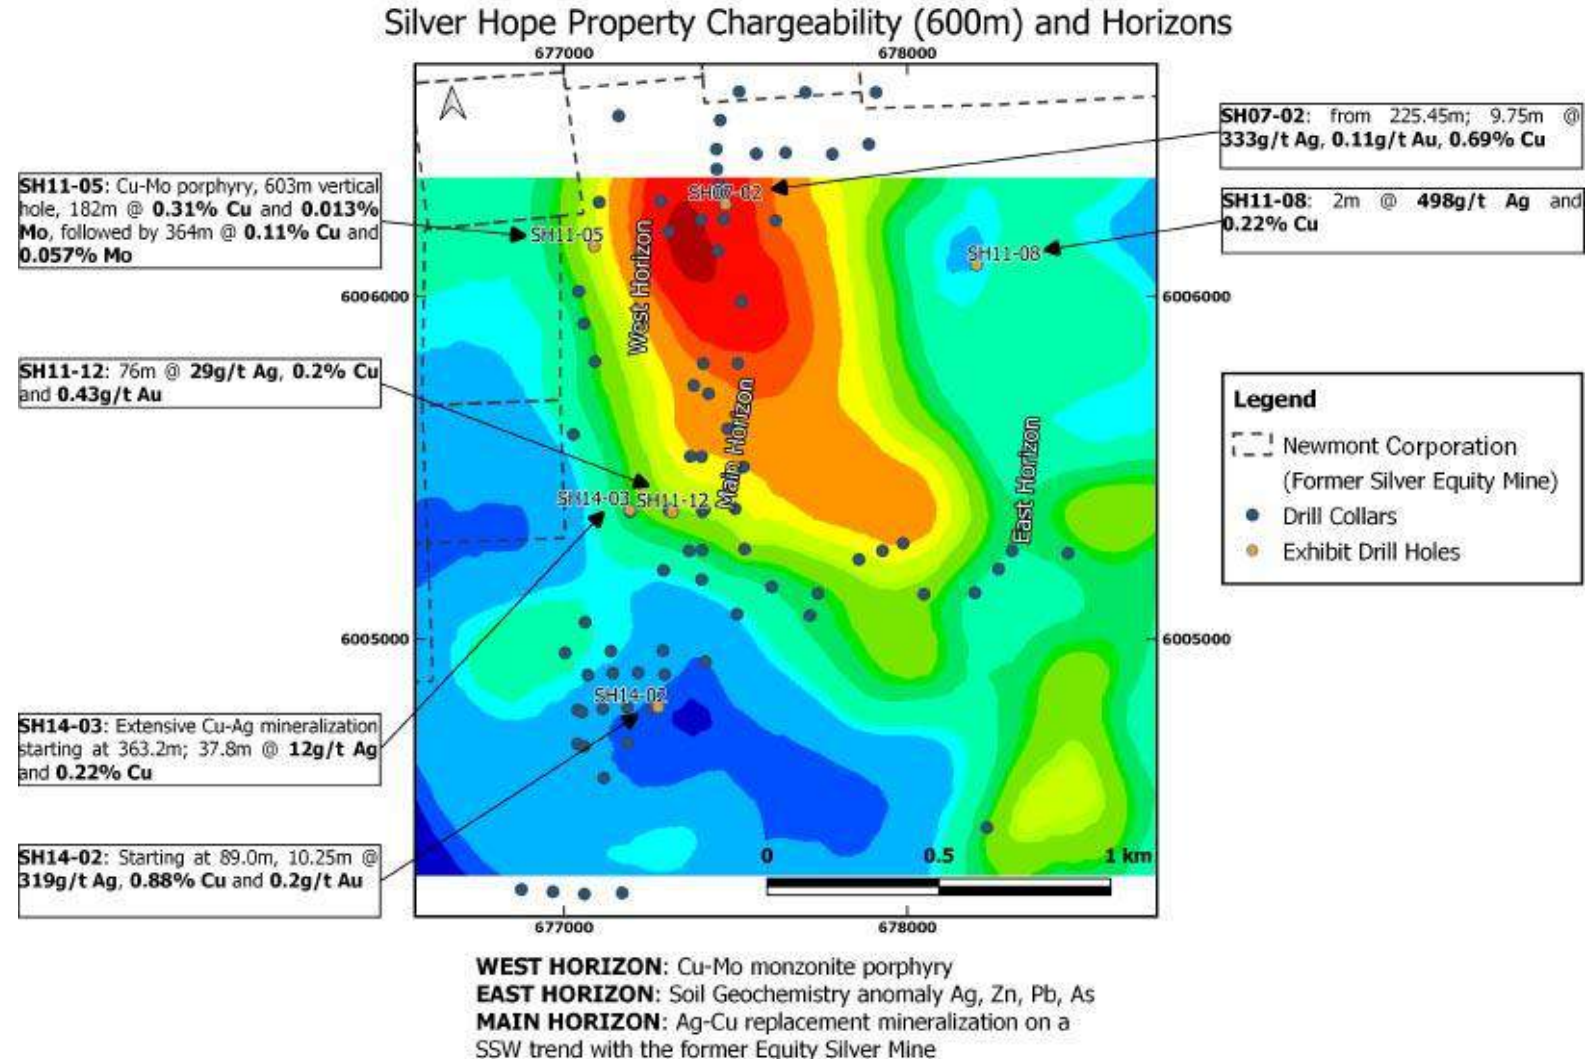 Silver Hope Property Chargeability (600m) and Horizons
677000
678000
SH07-02: from 225.45m; 9.75m @
333g/t Ag, 0.11g/t Au, 0.69% Cu
SH11-05: Cu-Mo porphyry, 603m vertical
hole, 182m @ 0.31% Cu and 0.013%
Mo, followed by 364m @ 0.11% Cu and
0.057% Mo
SH11-08: 2m @ 498g/t Ag and
0.22% Cu
SH07-02
SH11-05
SH11-08
West Horizon
6006000
6006000
SH11-12: 76m @ 29g/t Ag, 0.2% Cu
and 0.43g/t Au
Main Horizon
East Horizon
SH14-03
SH11-12
Legend
Newmont Corporation
(Former Silver Equity Mine)
Drill Collars
Exhibit Drill Holes
6005000
6005000
SH14-02
SH14-03: Extensive Cu-Ag mineralization
starting at 363.2m; 37.8m @ 12g/t Ag
and 0.22% Cu
SH14-02: Starting at 89.0m, 10.25m @
319g/t Ag, 0.88% Cu and 0.2g/t Au
0 0.5 1 km
677000
678000
WEST HORIZON: Cu-Mo monzonite porphyry
EAST HORIZON: Soil Geochemistry anomaly Ag, Zn, Pb, As
MAIN HORIZON: Ag-Cu replacement mineralization on a
SSW trend with the former Equity Silver Mine